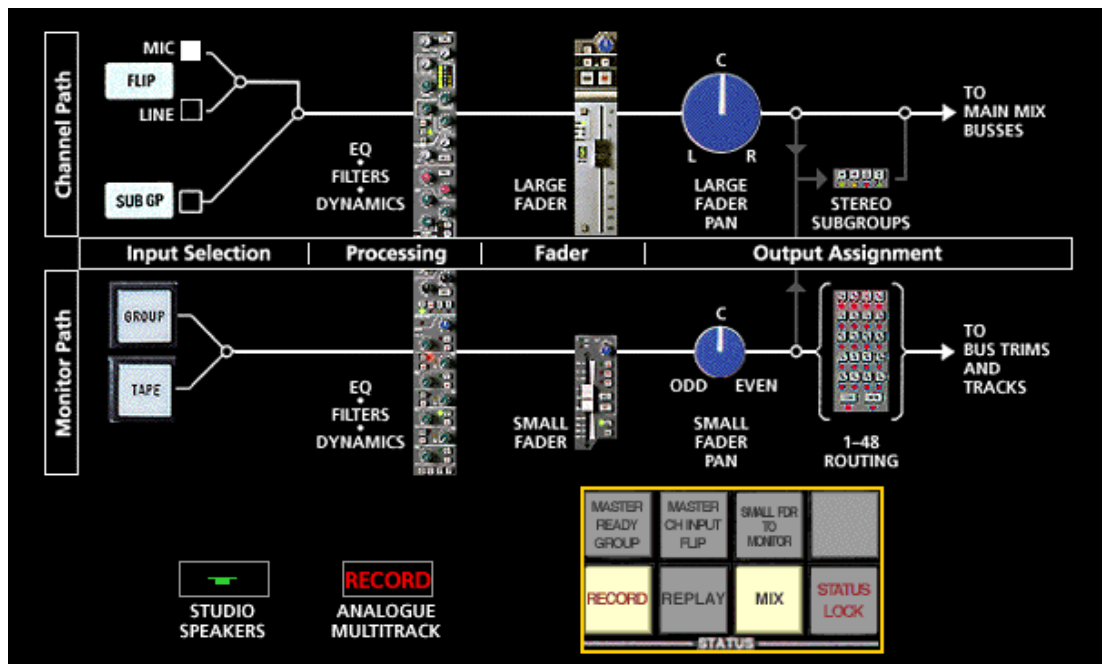 Channel Path
MIC
FLIP
LINE
SUB GP
EQ
•
FILTERS
•
DYNAMICS
LARGE
FADER
C
L R
LARGE
FADER
PAN
TO
MAIN MIX
BUSSES
STEREO
SUBGROUPS
Input Selection
Processing
Fader
Output Assignment
Monitor Path
GROUP
TAPE
EQ
•
FILTERS
•
DYNAMICS
SMALL
FADER
C
ODD EVEN
SMALL
FADER
PAN
1–48
ROUTING
TO
BUS TRIMS
AND
TRACKS
STUDIO
SPEAKERS
RECORD
ANALOGUE
MULTITRACK
MASTER
READY
GROUP
MASTER
CH INPUT
FLIP
SMALL FDR
TO
MONITOR
RECORD
REPLAY
MIX
STATUS
LOCK
STATUS